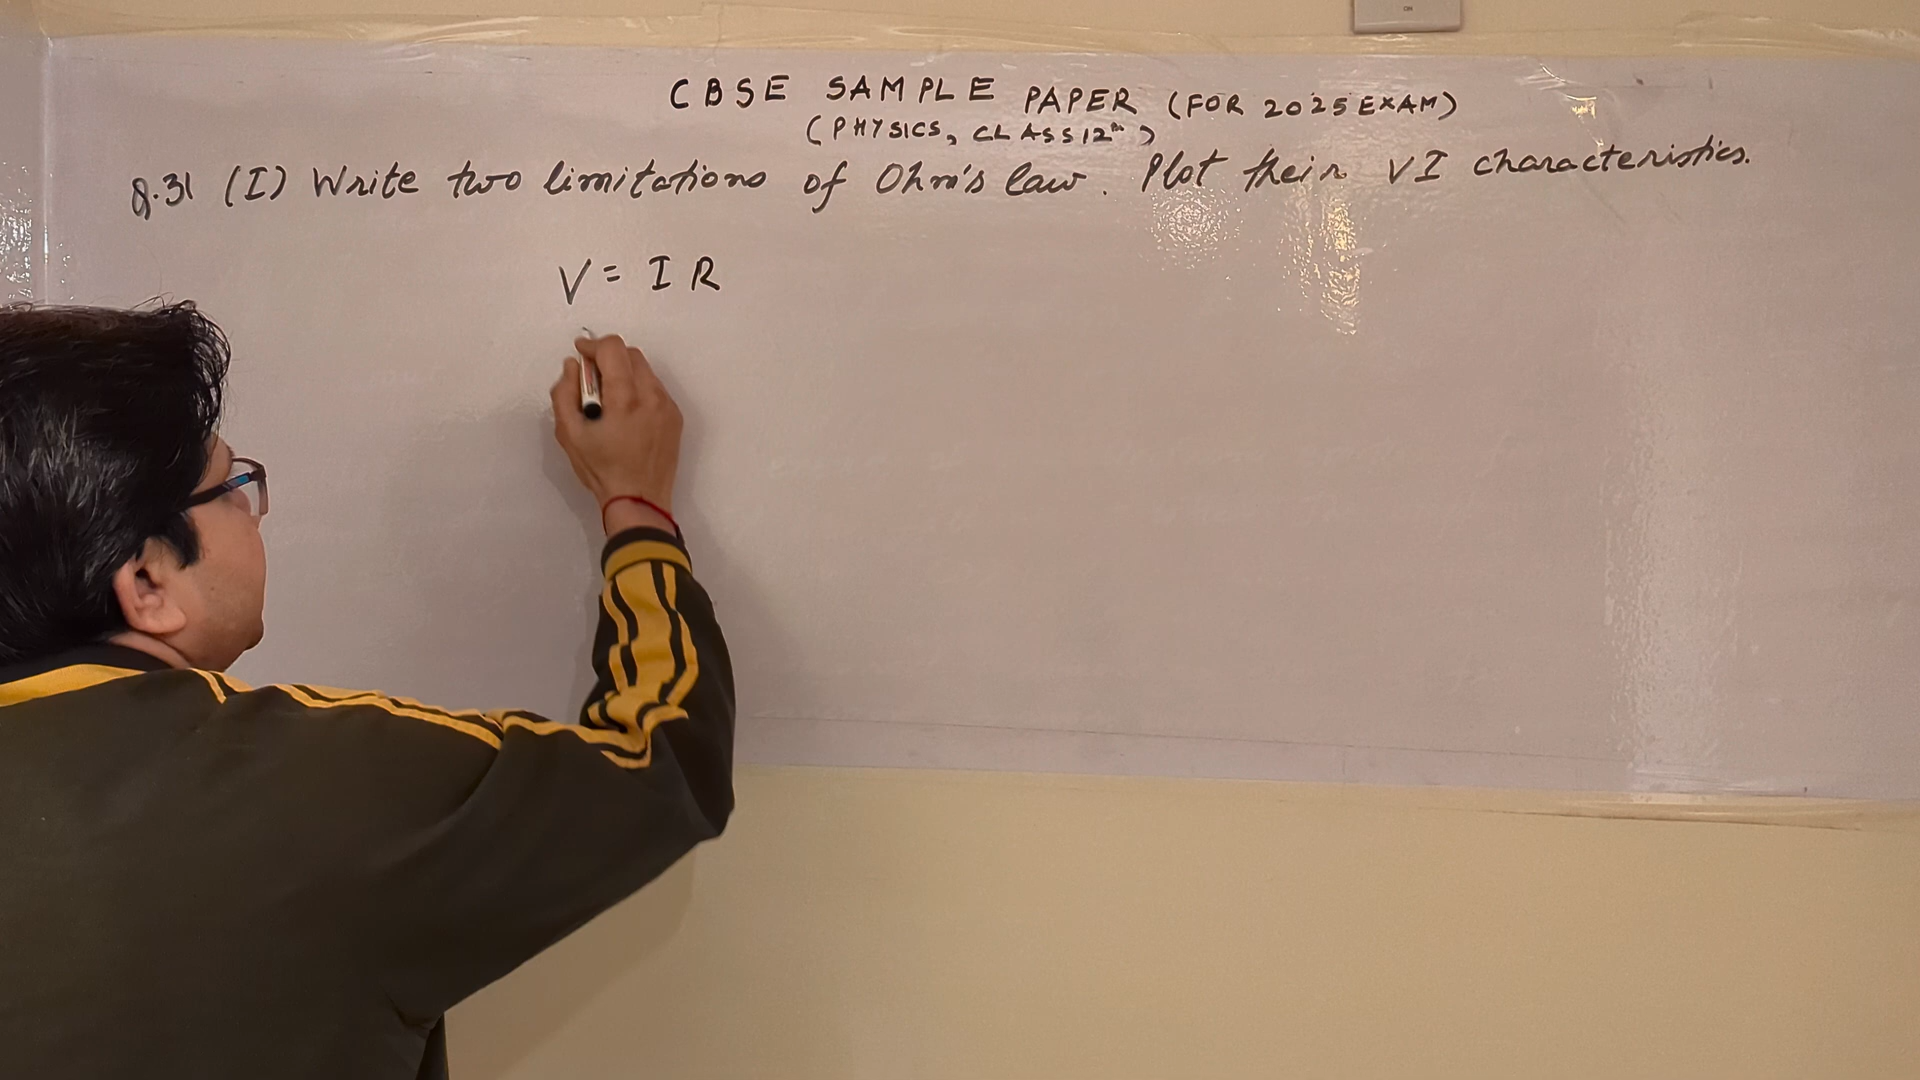 CBSE SAMPLE PAPER (FOR 2025 EXAM)
(PHYSICS, CLASS 12th)
Q.31 (I) Write two limitations of Ohm's law. Plot their VI characteristics.
V = IR